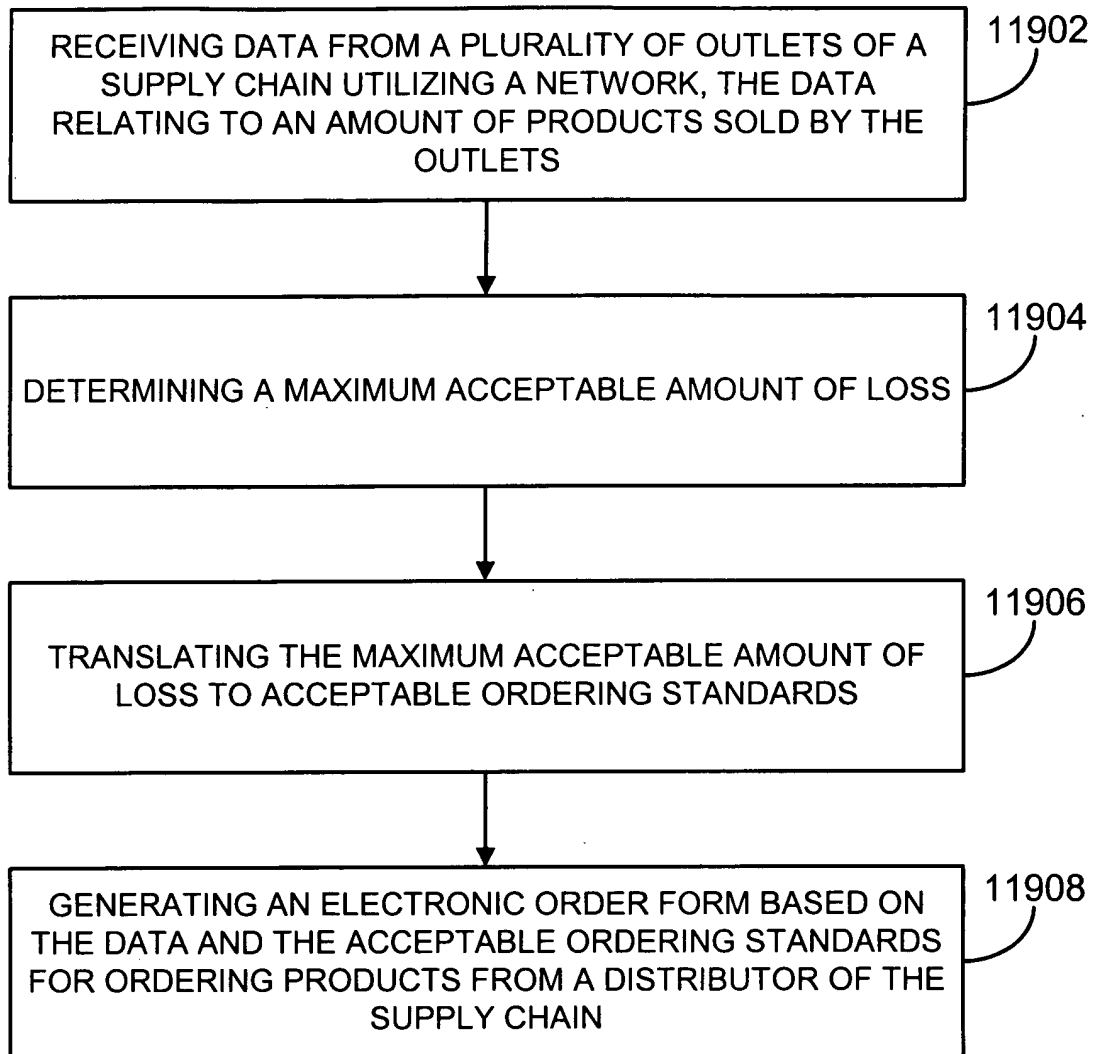 RECEIVING DATA FROM A PLURALITY OF OUTLETS OF A
SUPPLY CHAIN UTILIZING A NETWORK, THE DATA
RELATING TO AN AMOUNT OF PRODUCTS SOLD BY THE
OUTLETS
11902
DETERMINING A MAXIMUM ACCEPTABLE AMOUNT OF LOSS
11904
TRANSLATING THE MAXIMUM ACCEPTABLE AMOUNT OF
LOSS TO ACCEPTABLE ORDERING STANDARDS
11906
GENERATING AN ELECTRONIC ORDER FORM BASED ON
THE DATA AND THE ACCEPTABLE ORDERING STANDARDS
FOR ORDERING PRODUCTS FROM A DISTRIBUTOR OF THE
SUPPLY CHAIN
11908